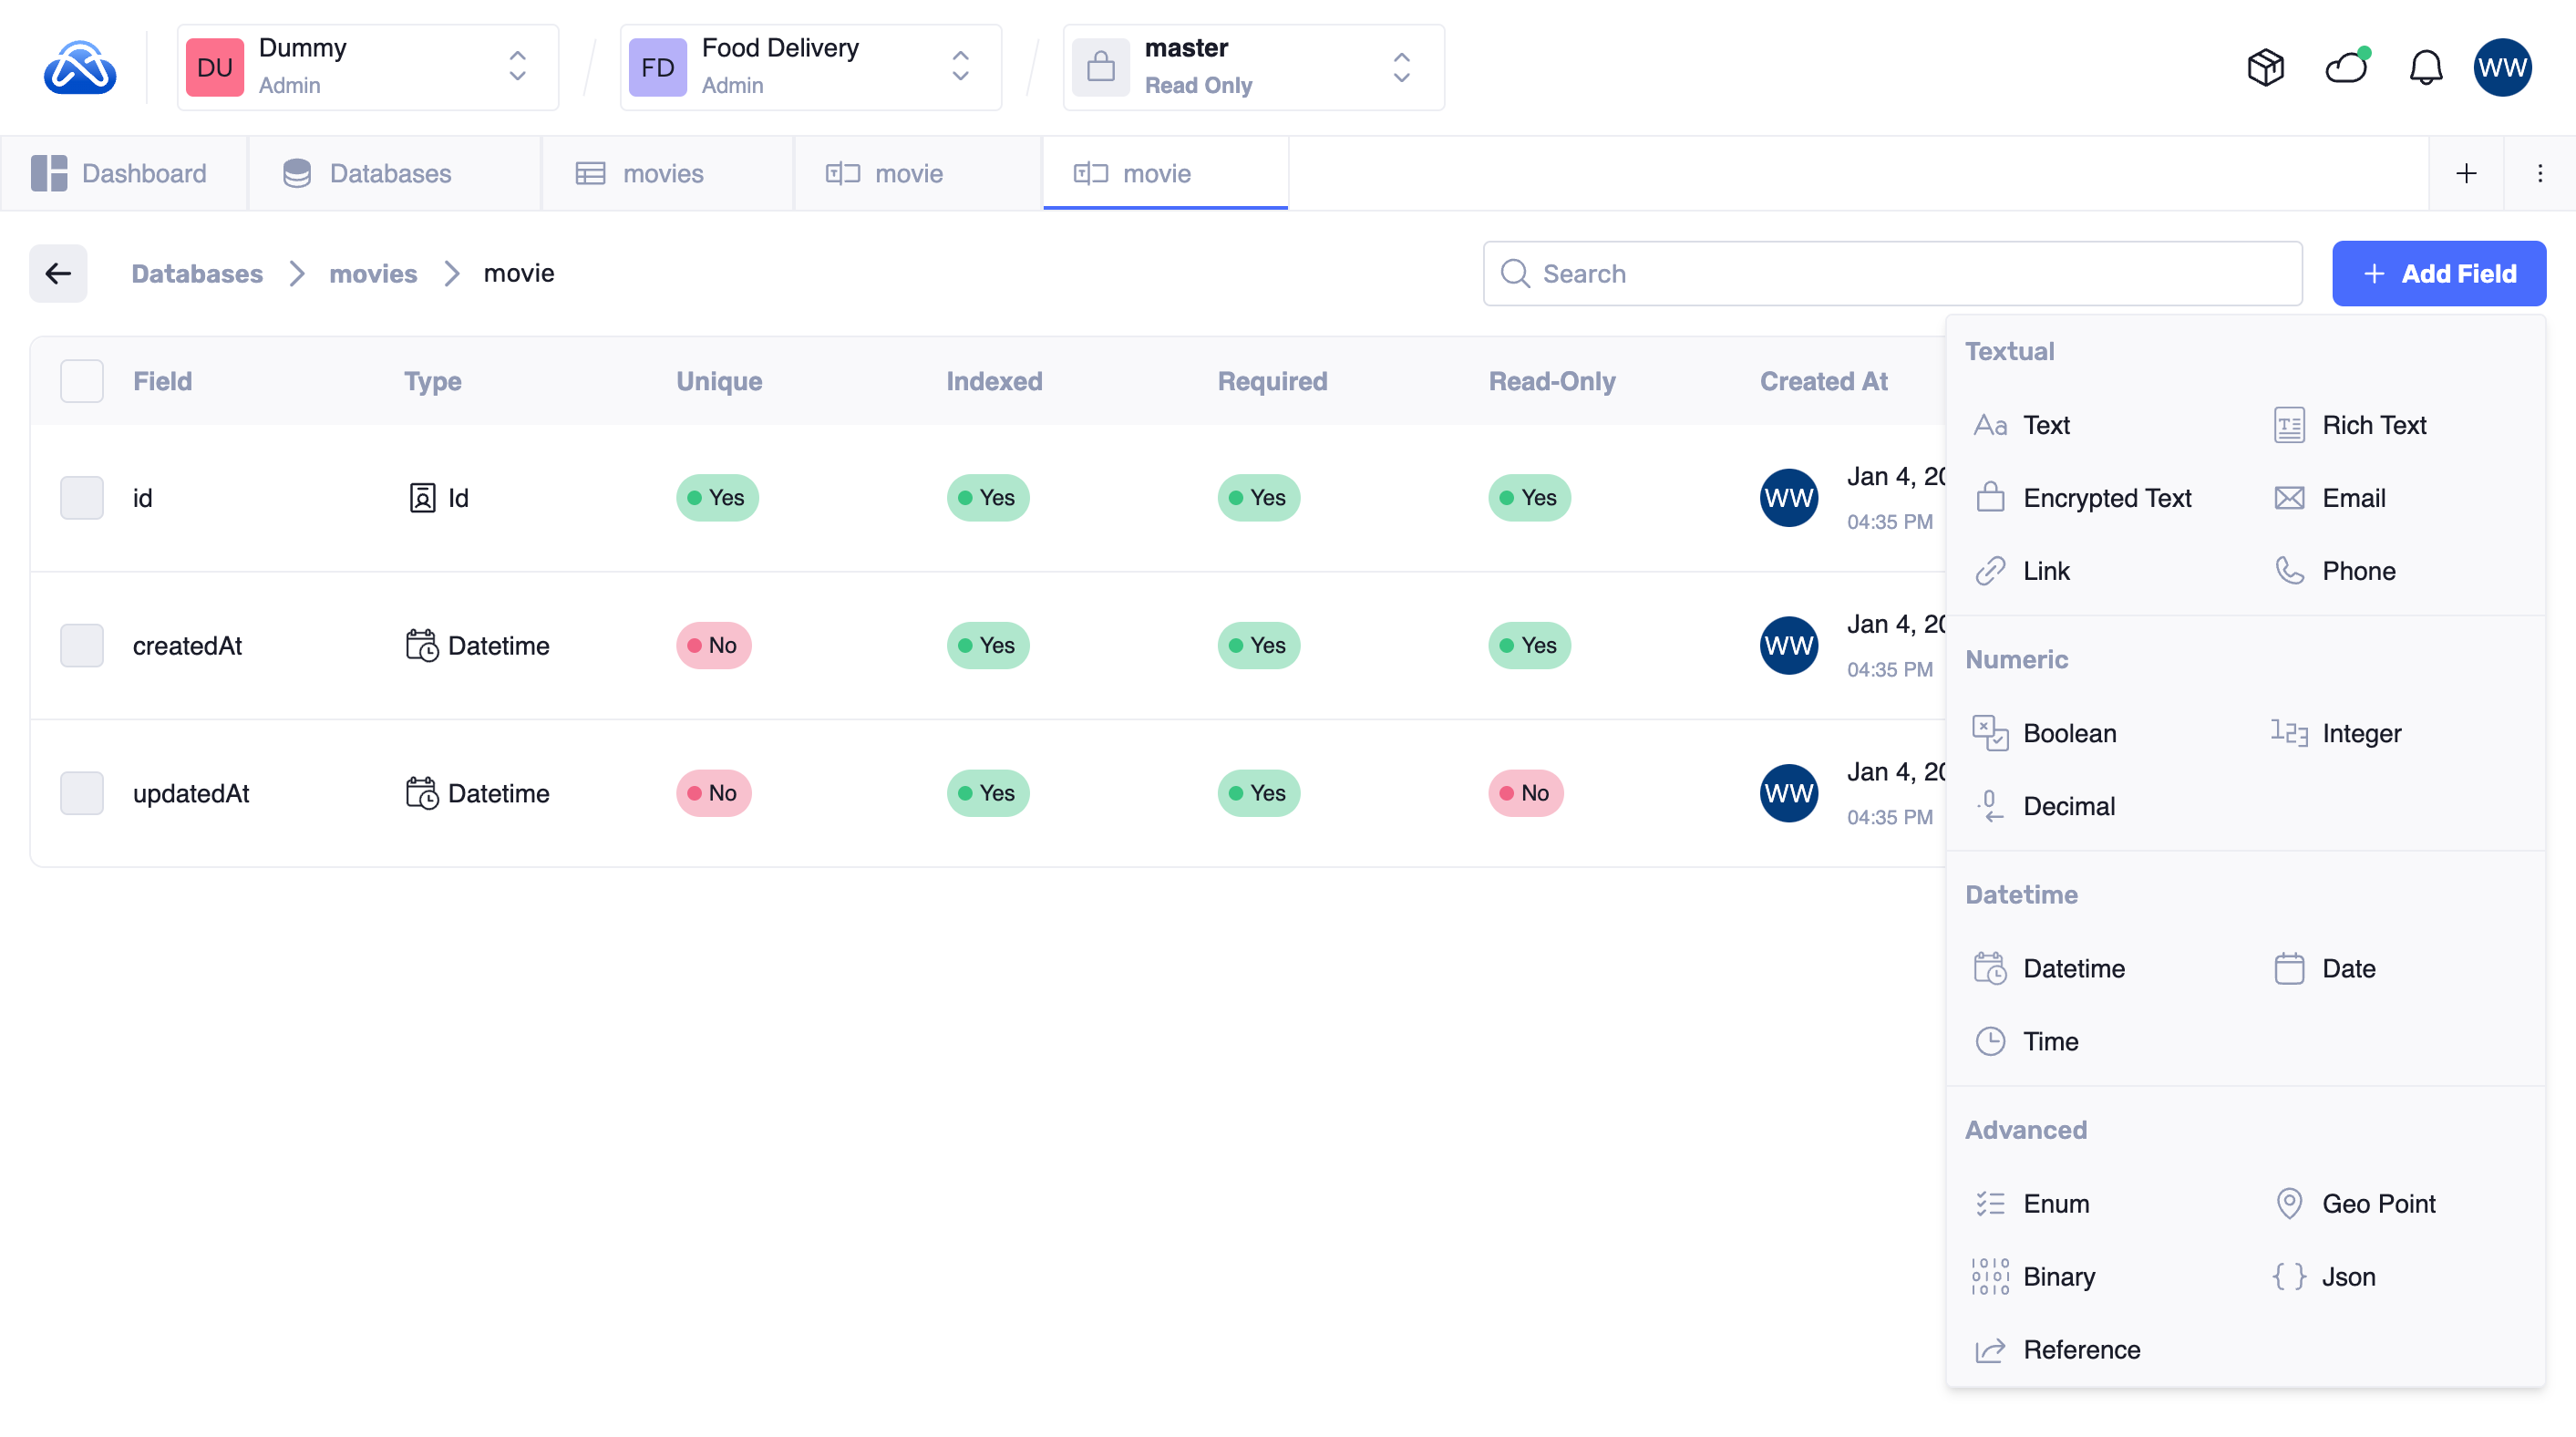 DU Dummy Admin
FD Food Delivery Admin
master Read Only
WW
Dashboard
Databases
movies
movie
movie
Databases > movies > movie
Search
+ Add Field
Field Type Unique Indexed Required Read-Only Created At
id Id Yes Yes Yes Yes WW Jan 4, 20
04:35 PM
createdAt Datetime No Yes Yes Yes WW Jan 4, 20
04:35 PM
updatedAt Datetime No Yes Yes No WW Jan 4, 20
04:35 PM
Textual
Text Rich Text
Encrypted Text Email
Link Phone
Numeric
Boolean Integer
Decimal
Datetime
Datetime Date
Time
Advanced
Enum Geo Point
Binary Json
Reference